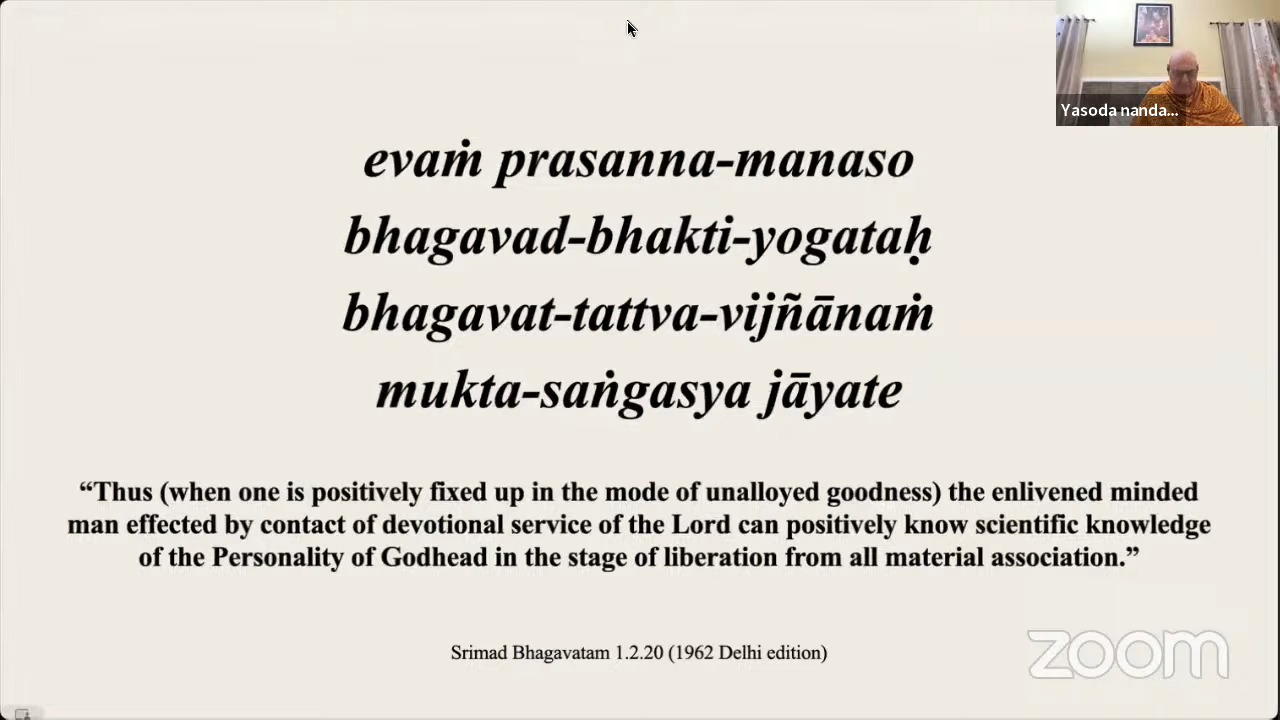 Yasoda nanda...
evaṁ prasanna-manaso
bhagavad-bhakti-yogataḥ
bhagavat-tattva-vijñānaṁ
mukta-saṅgasya jāyate
“Thus (when one is positively fixed up in the mode of unalloyed goodness) the enlivened minded
man effected by contact of devotional service of the Lord can positively know scientific knowledge
of the Personality of Godhead in the stage of liberation from all material association.”
Srimad Bhagavatam 1.2.20 (1962 Delhi edition)
zoom